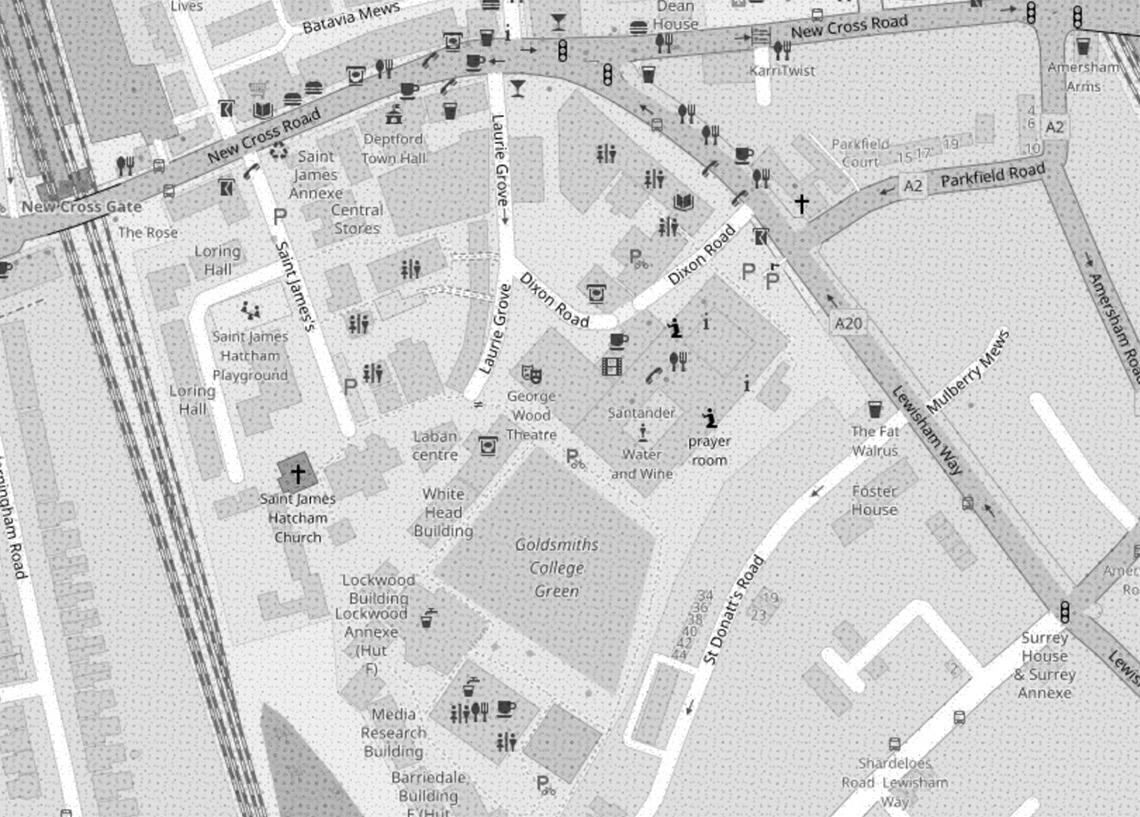 Lives
Batavia Mews
Dean
House
New Cross Road
KarriTwist
Amersham
Arms
New Cross Road
Deptford
Town Hall
Laurie Grove
4
6
10
A2
Parkfield
Court
15
17
19
Saint
James
Annexe
Central
Stores
A2
Parkfield Road
New Cross Gate
The Rose
Loring
Hall
Saint James's
Dixon Road
Dixon Road
Laurie Grove
A20
Amersham Roa
Saint James
Hatcham
Playground
Loring
Hall
George
Wood
Theatre
Santander
Water
and Wine
prayer
room
Mulberry Mews
Lewisham Way
The Fat
Walrus
Laban
centre
White
Head
Building
Foster
House
Saint James
Hatcham
Church
Goldsmiths
College
Green
Lockwood
Building
Lockwood
Annexe
(Hut
F)
34
36
38
40
42
44
19
23
St Donatt's Road
Amer
Ro
Surrey
House
& Surrey
Annexe
Lewis
2
Media
Research
Building
Barriedale
Building
Shardeloes
Road Lewisham
Way